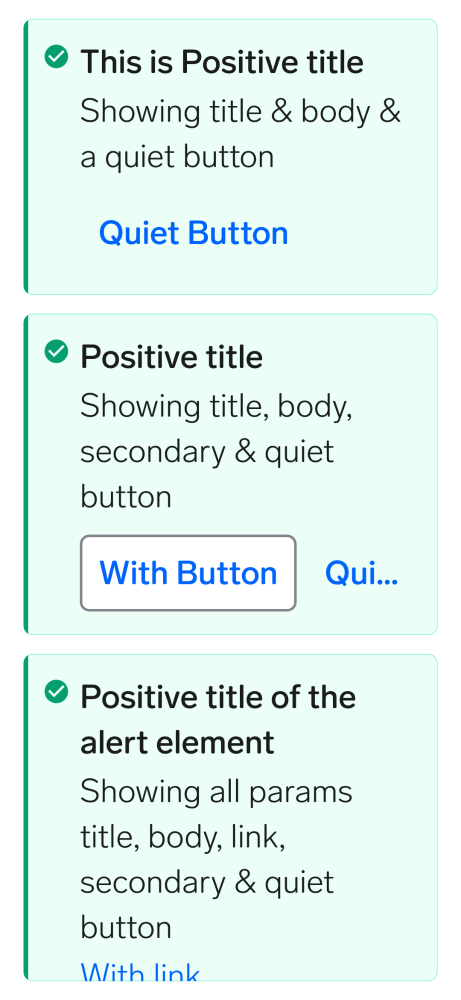 This is Positive title
Showing title & body &
a quiet button
Quiet Button
Positive title
Showing title, body,
secondary & quiet
button
With Button
Qui...
Positive title of the
alert element
Showing all params
title, body, link,
secondary & quiet
button
With link